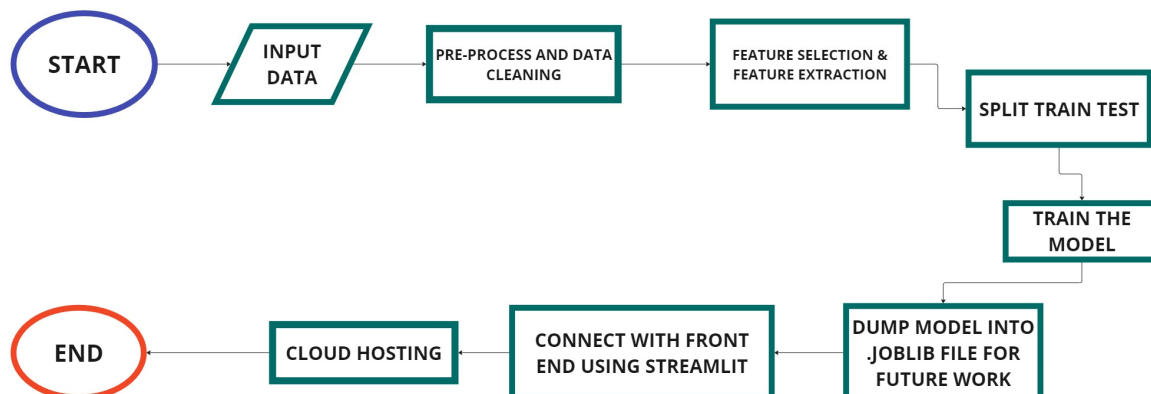 START
INPUT
DATA
PRE-PROCESS AND DATA
CLEANING
FEATURE SELECTION &
FEATURE EXTRACTION
SPLIT TRAIN TEST
TRAIN THE
MODEL
DUMP MODEL INTO
.JOBLIB FILE FOR
FUTURE WORK
CONNECT WITH FRONT
END USING STREAMLIT
CLOUD HOSTING
END